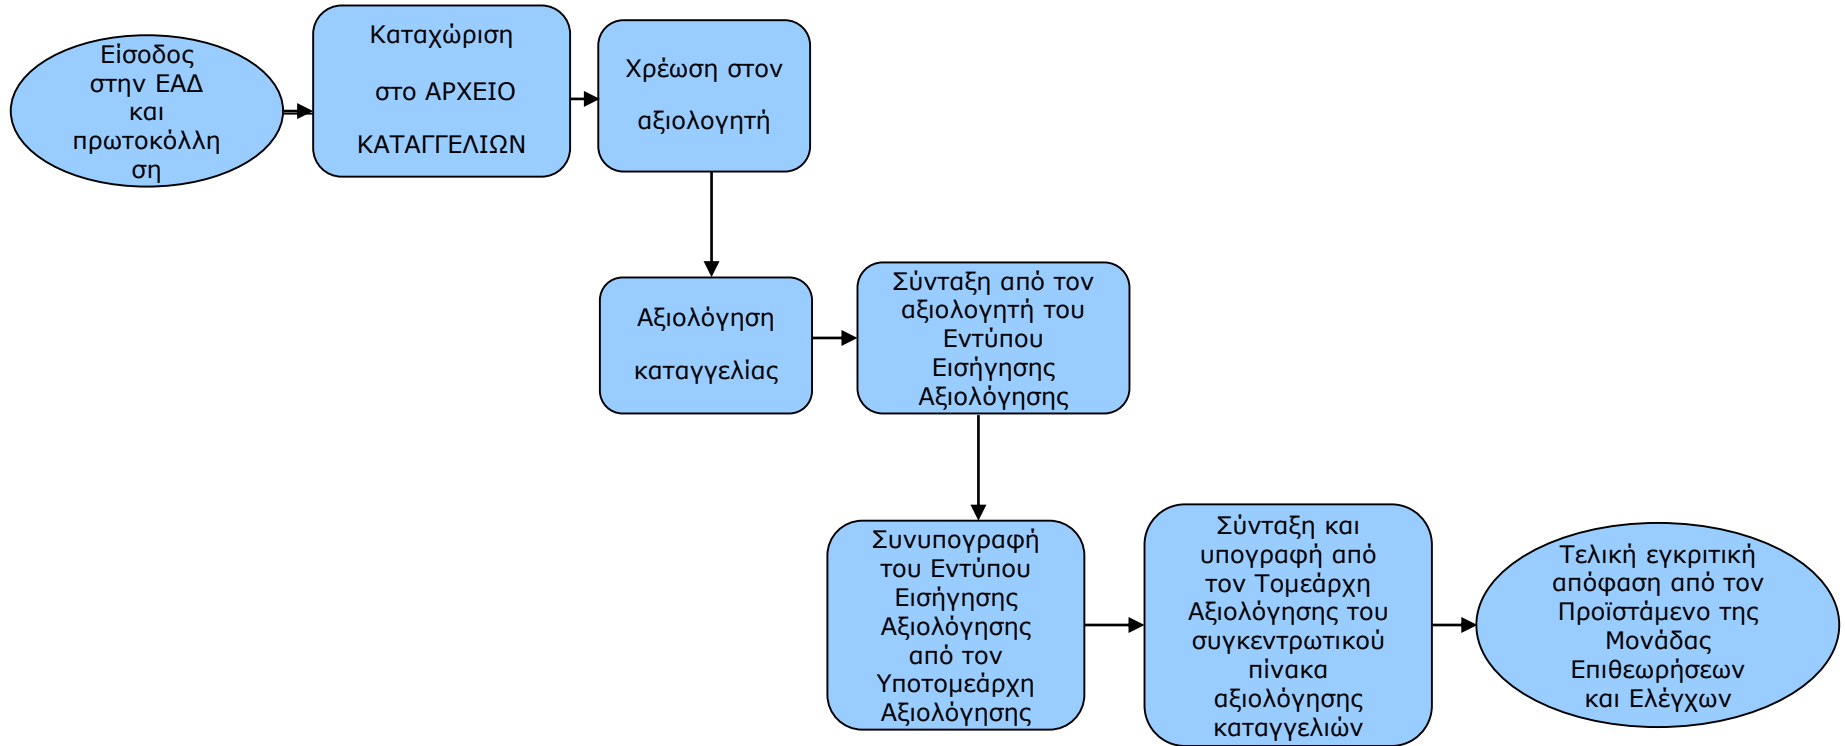 Είσοδος
στην ΕΑΔ
και
πρωτοκόλλη
ση
Καταχώριση
στο ΑΡΧΕΙΟ
ΚΑΤΑΓΓΕΛΙΩΝ
Χρέωση στον
αξιολογητή
Αξιολόγηση
καταγγελίας
Σύνταξη από τον
αξιολογητή του
Εντύπου
Εισήγησης
Αξιολόγησης
Συνυπογραφή
του Εντύπου
Εισήγησης
Αξιολόγησης
από τον
Υποτομεάρχη
Αξιολόγησης
Σύνταξη και
υπογραφή από
τον Τομεάρχη
Αξιολόγησης του
συγκεντρωτικού
πίνακα
αξιολόγησης
καταγγελιών
Τελική εγκριτική
απόφαση από τον
Προϊστάμενο της
Μονάδας
Επιθεωρήσεων
και Ελέγχων